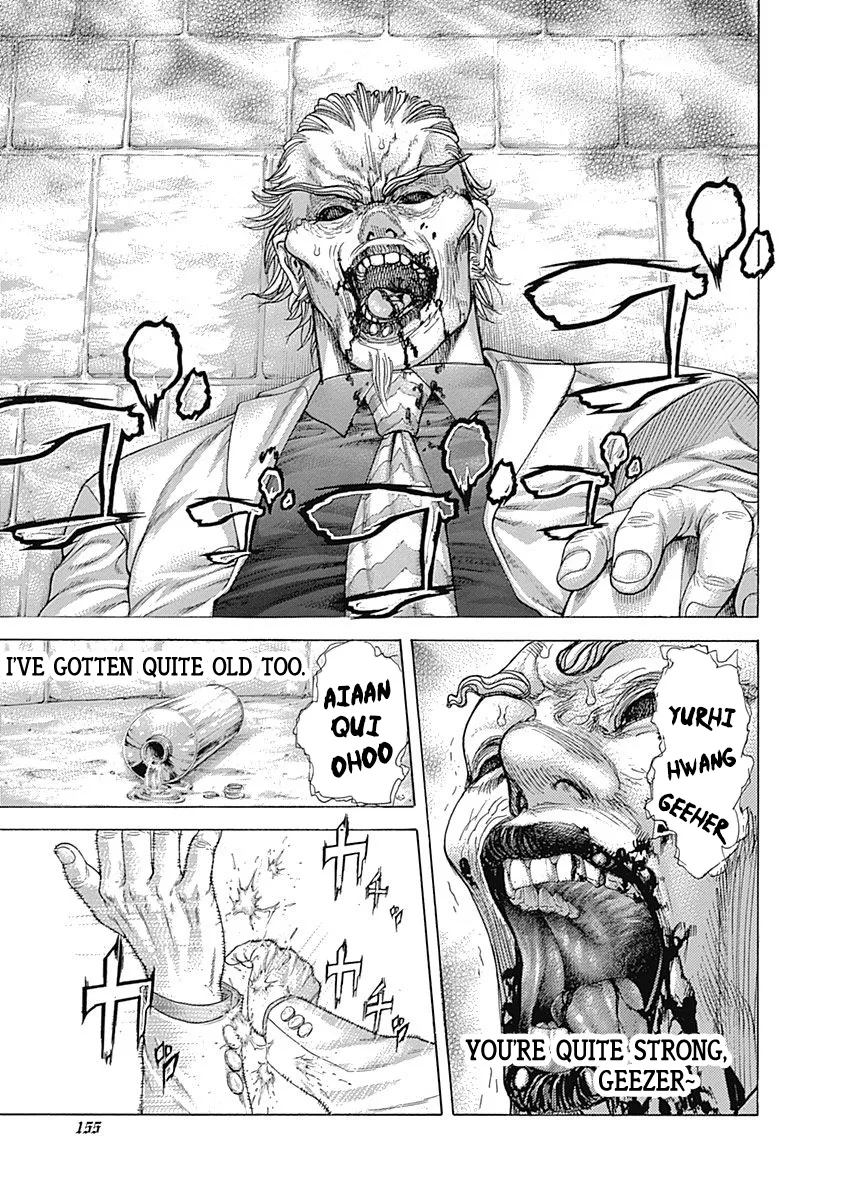 YURHI
HWANG
GEEHER
YOU'RE QUITE STRONG,
GEEZER~
AIAAN
QUI
OHOO
I'VE GOTTEN QUITE OLD TOO.
155